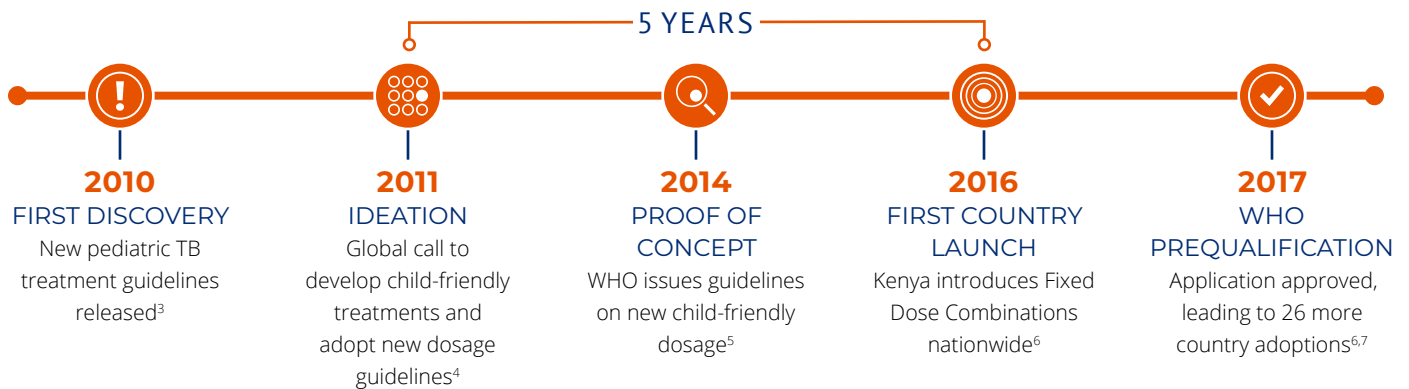 5 YEARS
2010
FIRST DISCOVERY
New pediatric TB
treatment guidelines
released3
2011
IDEATION
Global call to
develop child-friendly
treatments and
adopt new dosage
guidelines4
2014
PROOF OF
CONCEPT
WHO issues guidelines
on new child-friendly
dosage5
2016
FIRST COUNTRY
LAUNCH
Kenya introduces Fixed
Dose Combinations
nationwide6
2017
WHO
PREQUALIFICATION
Application approved,
leading to 26 more
country adoptions6,7